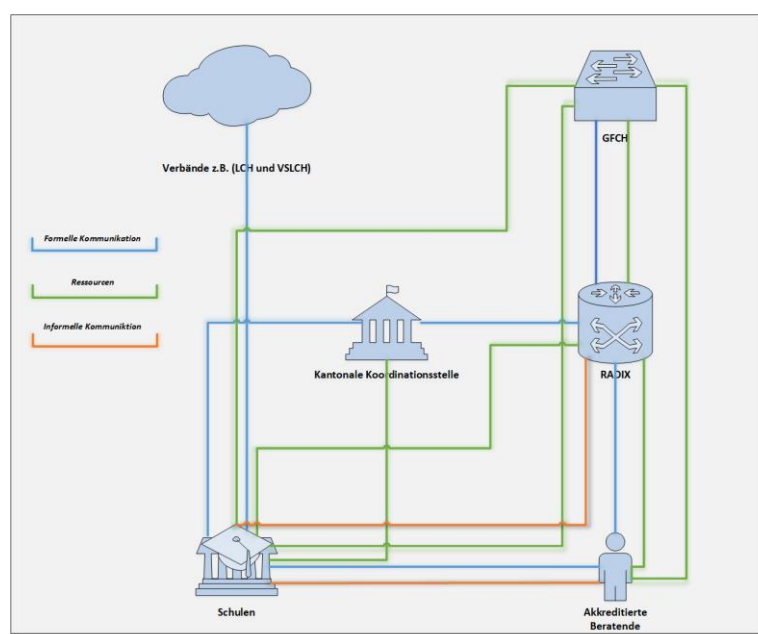 GFCH
Verbände z.B. (LCH und VSLCH)
Formelle Kommunikation
Ressourcen
Informelle Kommuniktion
Kantonale Koordinationsstelle
RADIX
Schulen
Akkreditierte
Beratende